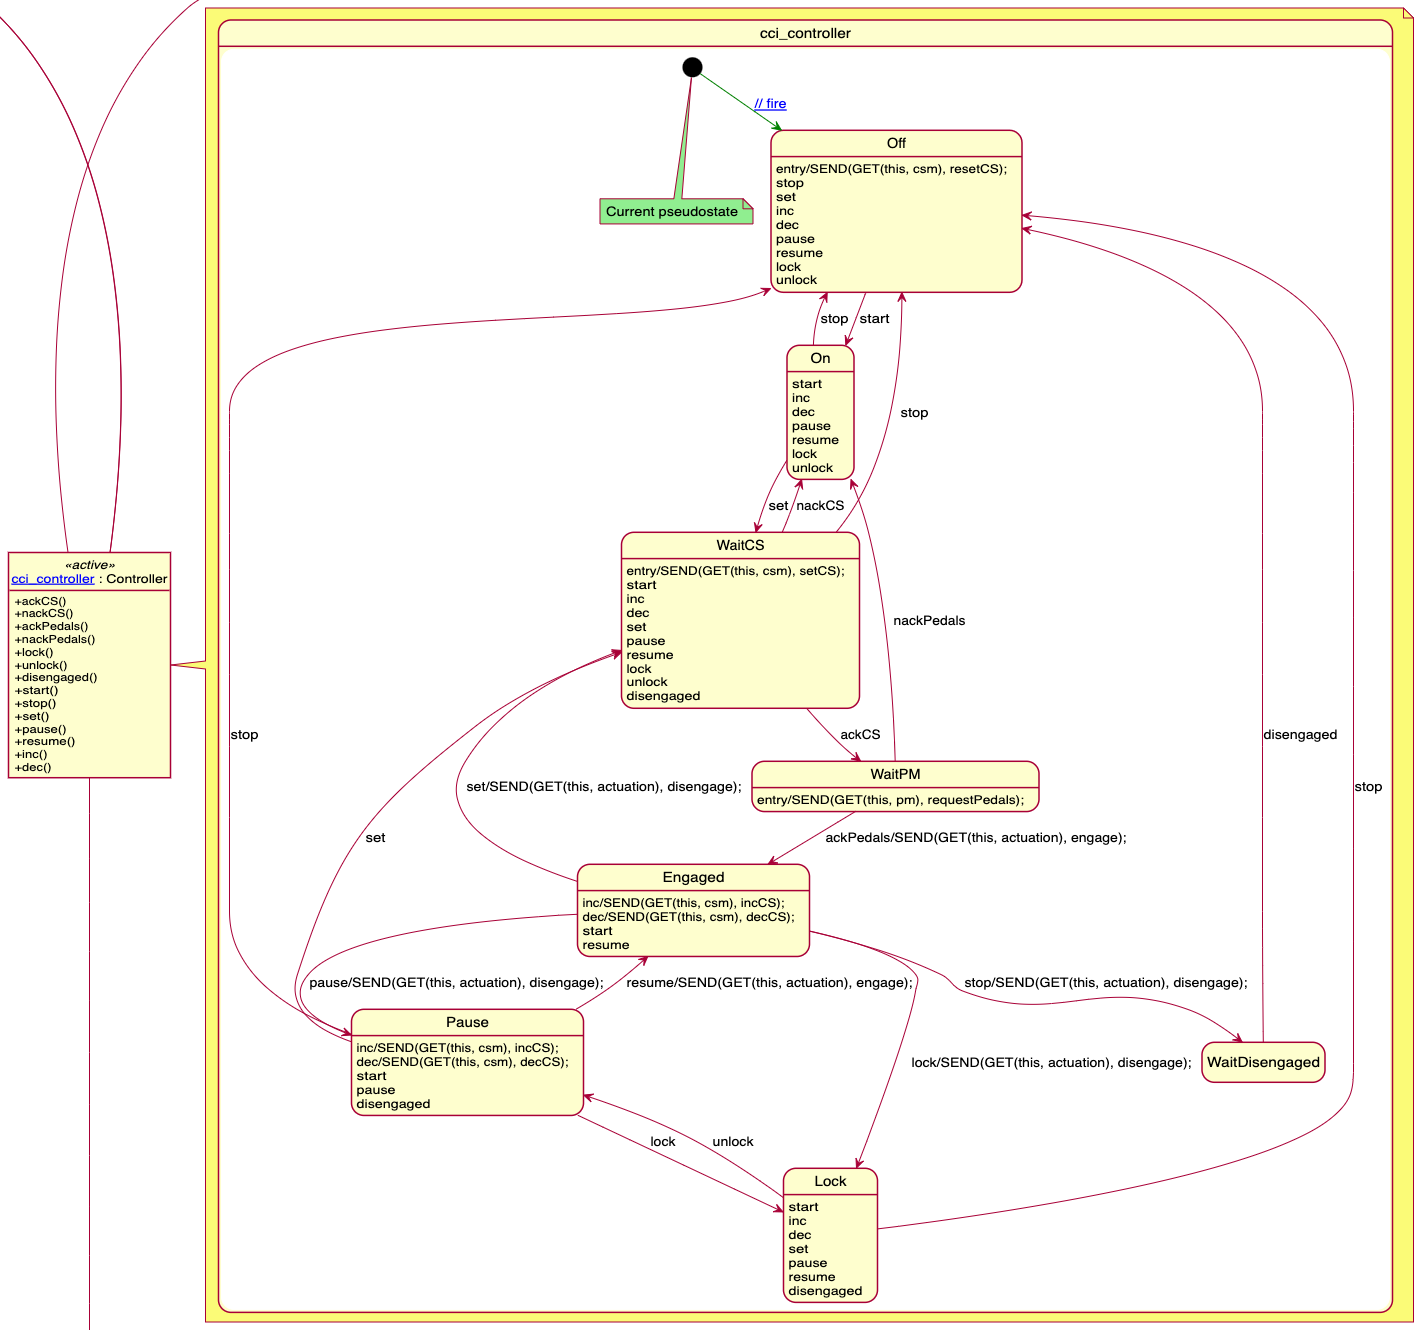 cci_controller
// fire
Off
entry/SEND(GET(this, csm), resetCS);
stop
set
inc
dec
pause
resume
lock
unlock
Current pseudostate
stop
start
On
start
inc
dec
pause
resume
lock
unlock
stop
set
nackCS
WaitCS
entry/SEND(GET(this, csm), setCS);
start
inc
dec
set
pause
resume
lock
unlock
disengaged
«active»
cci_controller : Controller
+ackCS()
+nackCS()
+ackPedals()
+nackPedals()
+lock()
+unlock()
+disengaged()
+start()
+stop()
+set()
+pause()
+resume()
+inc()
+dec()
nackPedals
stop
ackCS
disengaged
WaitPM
entry/SEND(GET(this, pm), requestPedals);
set/SEND(GET(this, actuation), disengage);
stop
set
ackPedals/SEND(GET(this, actuation), engage);
Engaged
inc/SEND(GET(this, csm), incCS);
dec/SEND(GET(this, csm), decCS);
start
resume
pause/SEND(GET(this, actuation), disengage);
resume/SEND(GET(this, actuation), engage);
stop/SEND(GET(this, actuation), disengage);
Pause
inc/SEND(GET(this, csm), incCS);
dec/SEND(GET(this, csm), decCS);
start
pause
disengaged
lock/SEND(GET(this, actuation), disengage);
WaitDisengaged
lock
unlock
Lock
start
inc
dec
set
pause
resume
disengaged